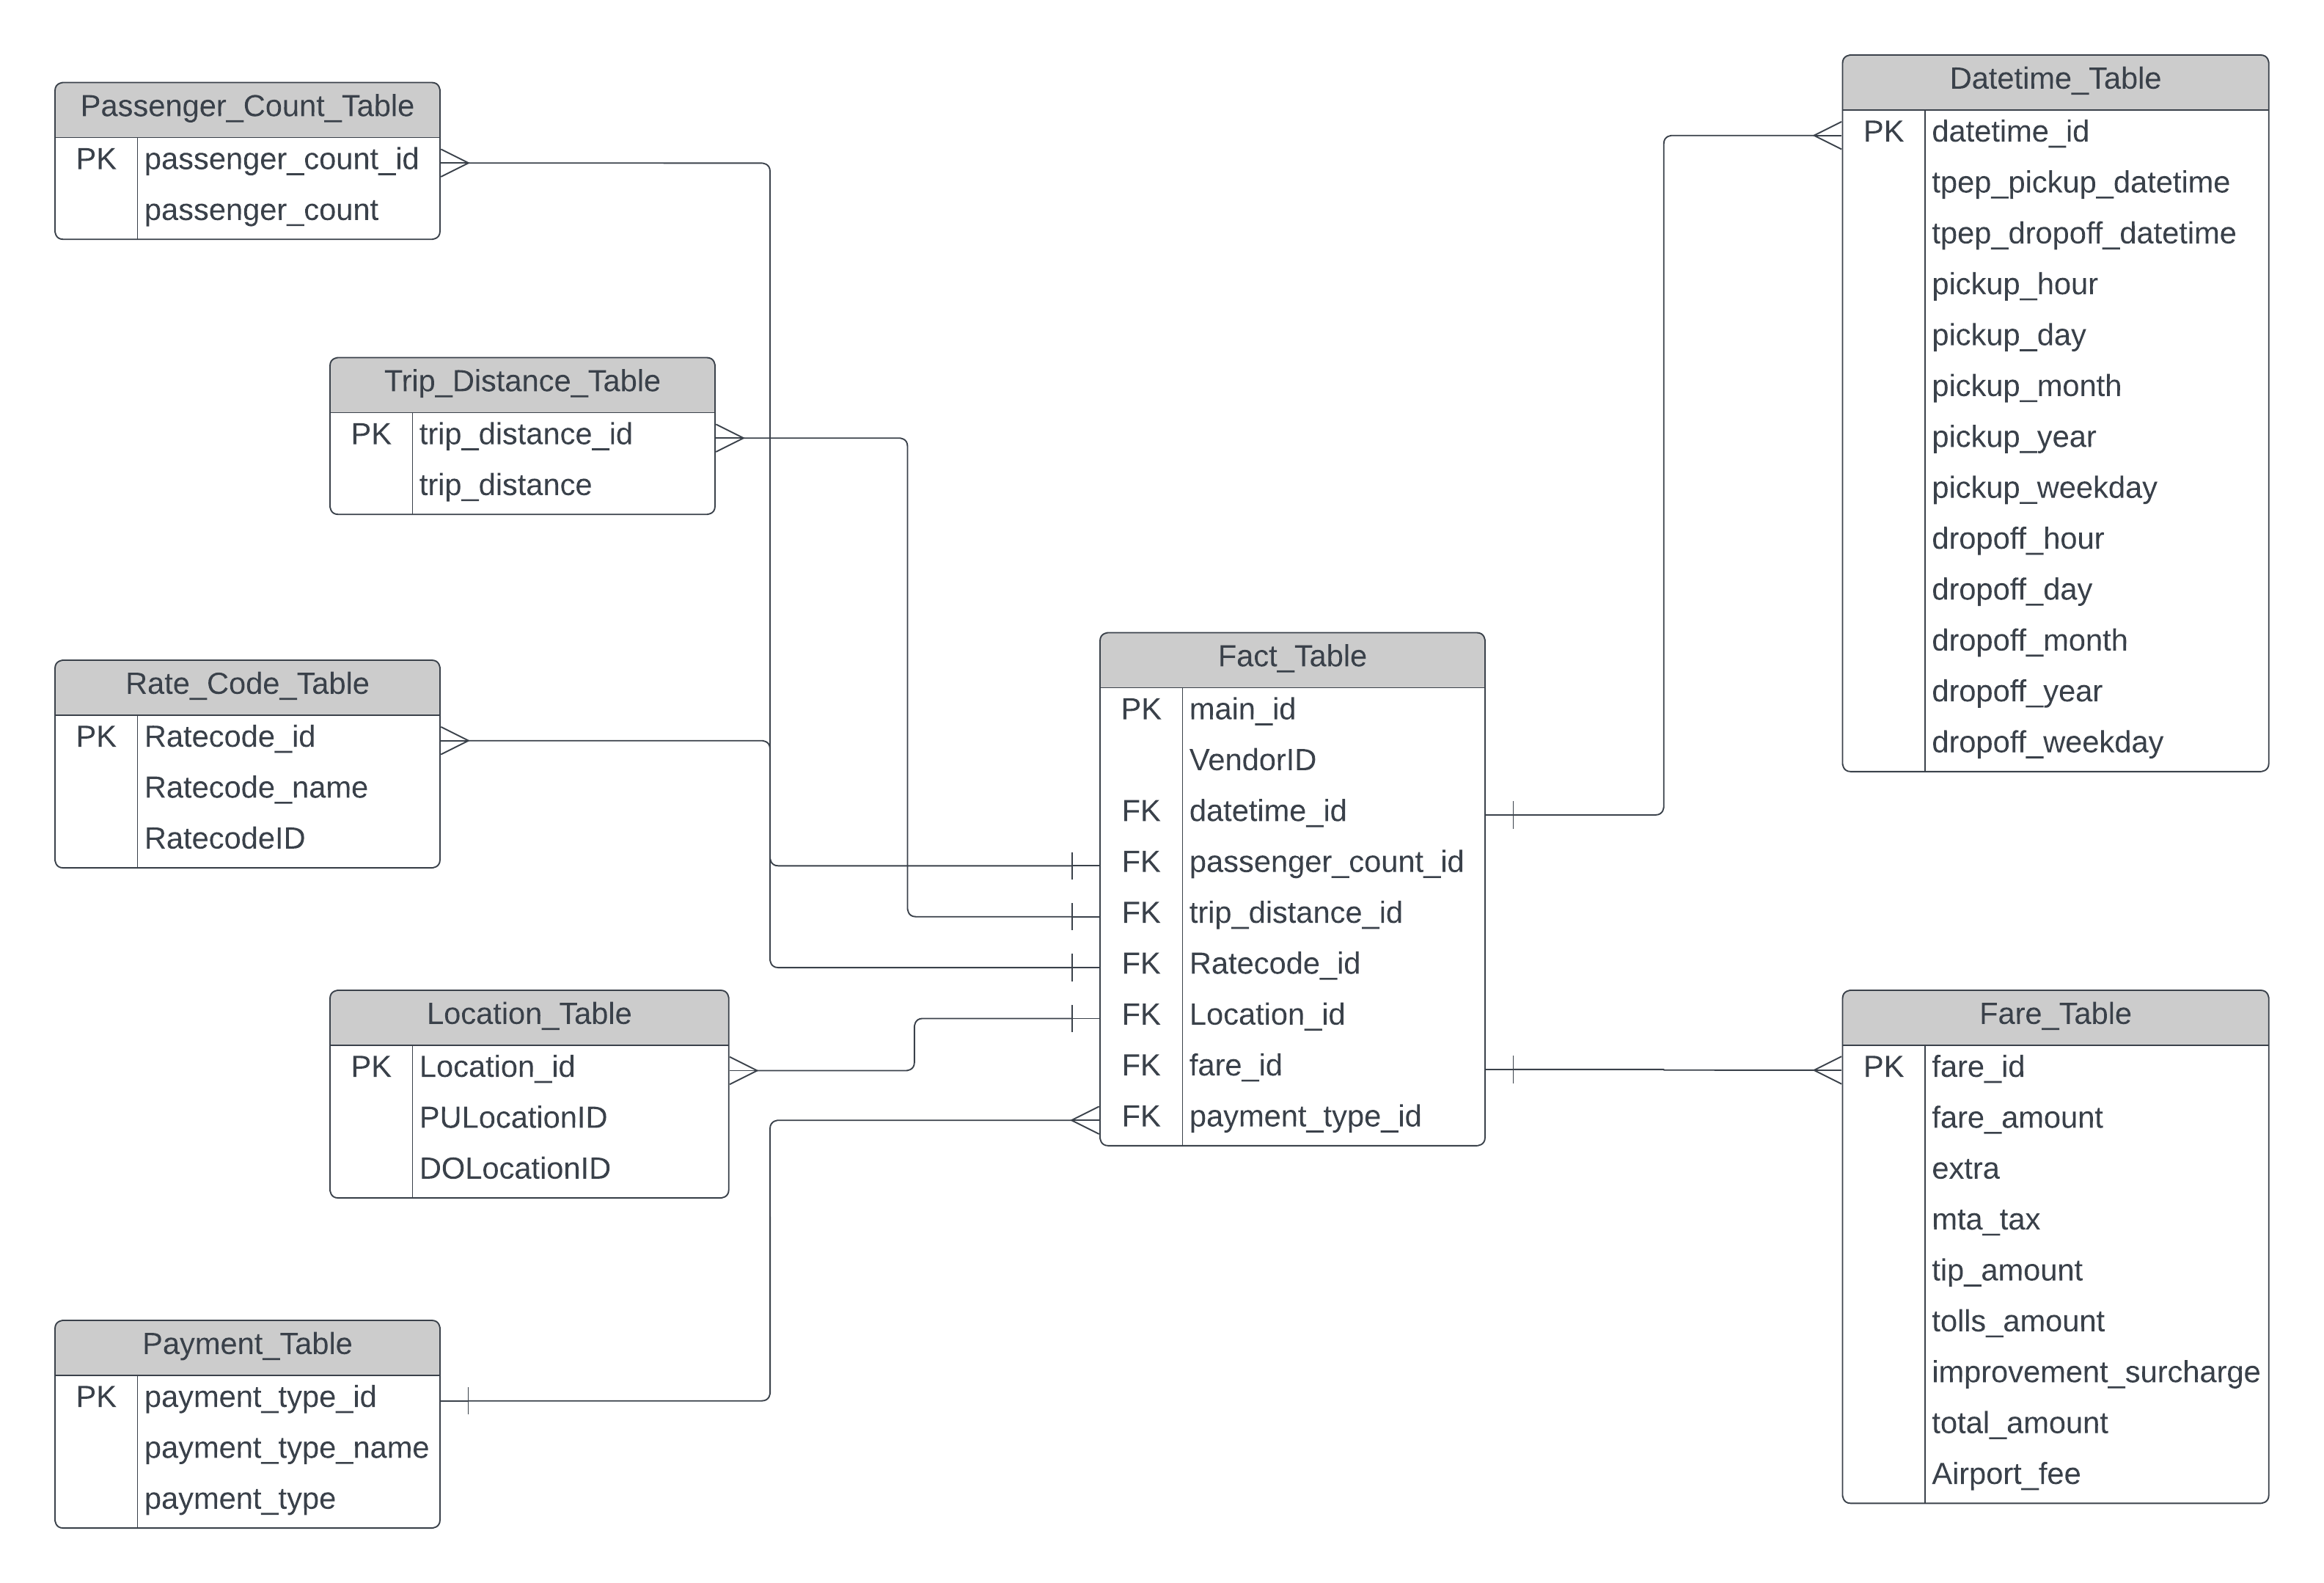 Passenger_Count_Table
PK passenger_count_id
passenger_count
Trip_Distance_Table
PK trip_distance_id
trip_distance
Rate_Code_Table
PK Ratecode_id
Ratecode_name
RatecodeID
Location_Table
PK Location_id
PULocationID
DOLocationID
Payment_Table
PK payment_type_id
payment_type_name
payment_type
Fact_Table
PK main_id
VendorID
FK datetime_id
FK passenger_count_id
FK trip_distance_id
FK Ratecode_id
FK Location_id
FK fare_id
FK payment_type_id
Datetime_Table
PK datetime_id
tpep_pickup_datetime
tpep_dropoff_datetime
pickup_hour
pickup_day
pickup_month
pickup_year
pickup_weekday
dropoff_hour
dropoff_day
dropoff_month
dropoff_year
dropoff_weekday
Fare_Table
PK fare_id
fare_amount
extra
mta_tax
tip_amount
tolls_amount
improvement_surcharge
total_amount
Airport_fee